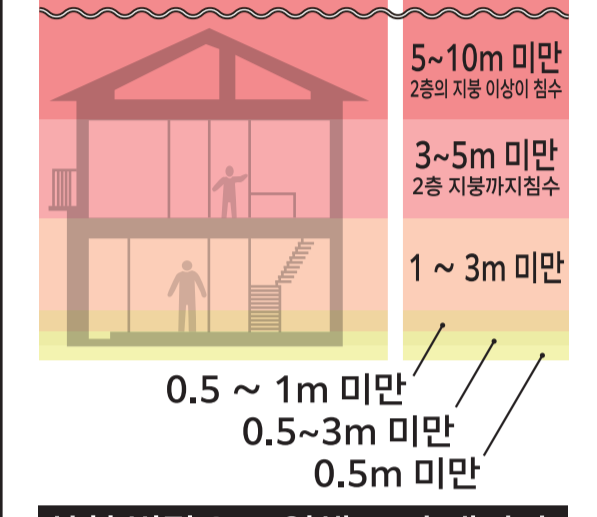 5~10m 미만
2층의 지붕 이상이 침수
3~5m 미만
2층 지붕까지침수
1 ~ 3m 미만
0.5 ~ 1m 미만
0.5~3m 미만
0.5m 미만